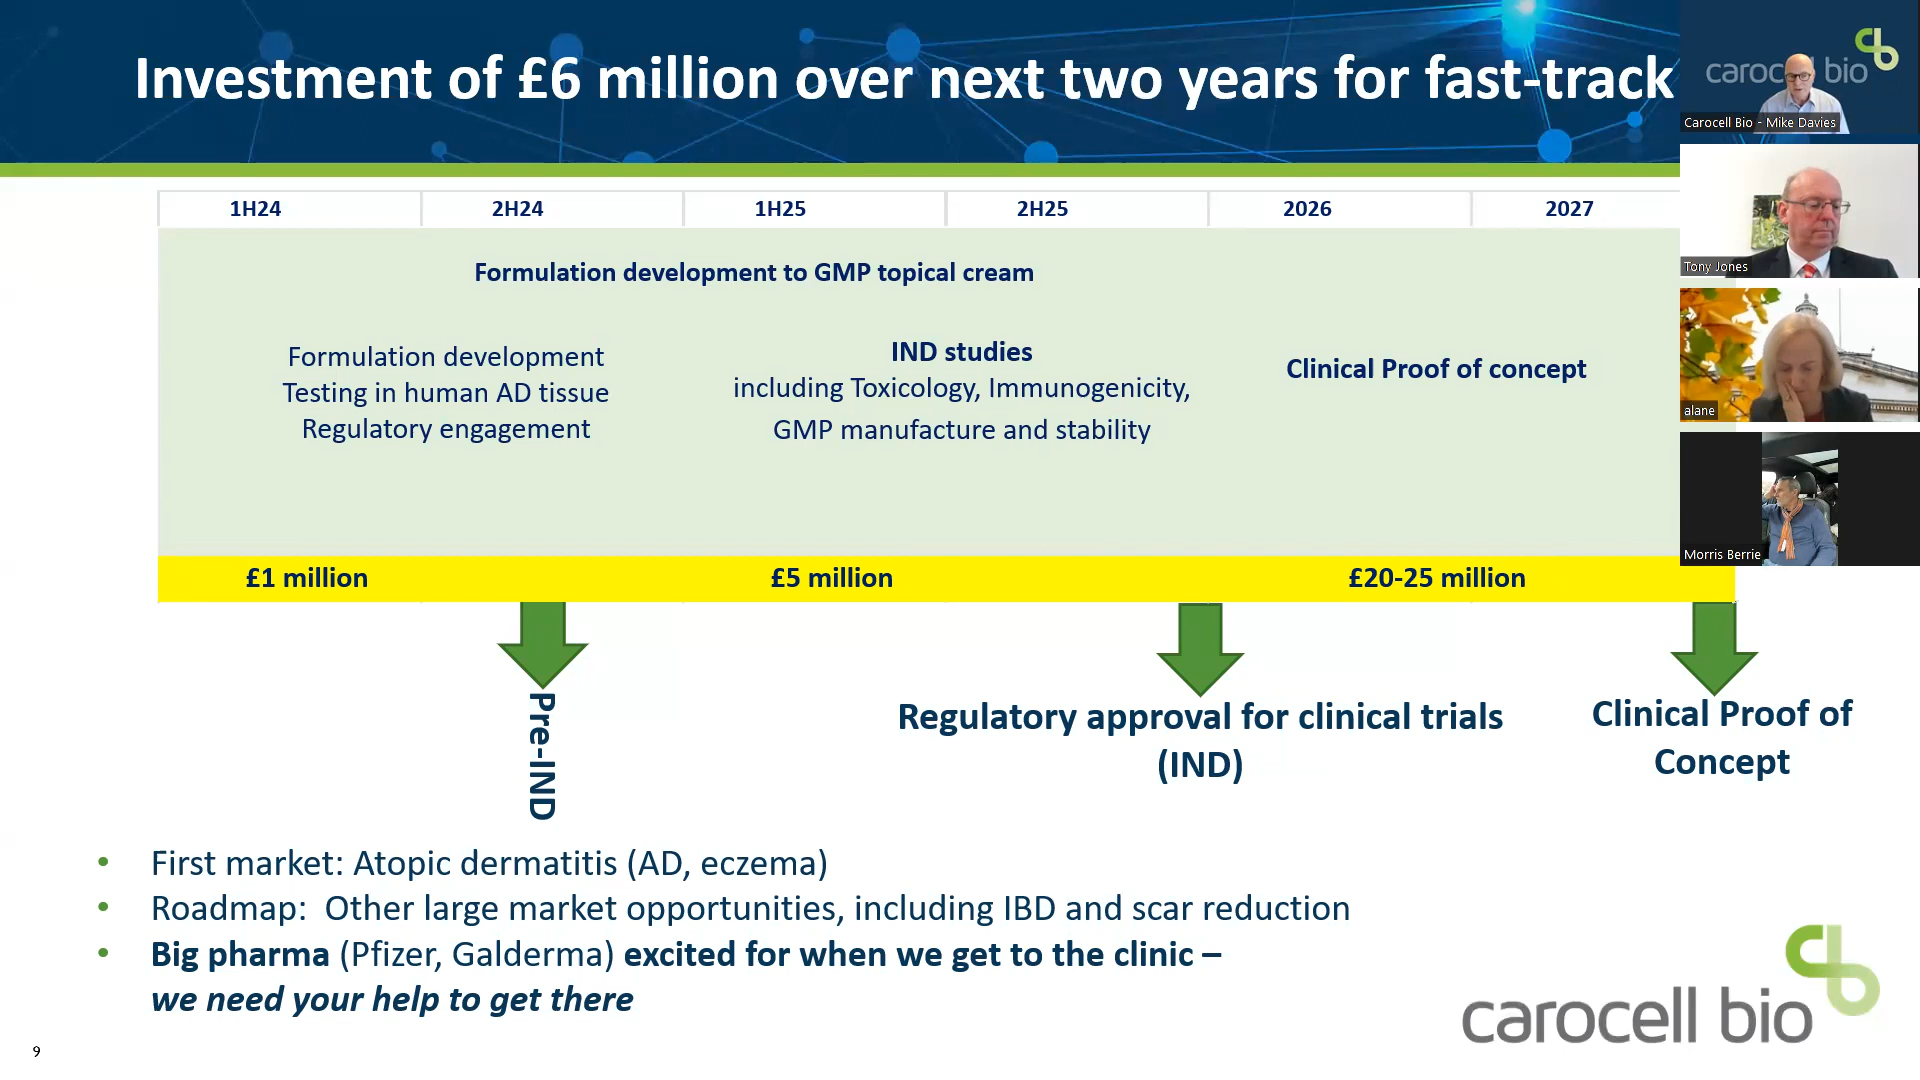 Investment of £6 million over next two years for fast-track
carocell bio
Carocell Bio - Mike Davies
Tony Jones
alane
Morris Berrie
1H24 2H24 1H25 2H25 2026 2027
Formulation development to GMP topical cream
Formulation development
Testing in human AD tissue
Regulatory engagement
IND studies
including Toxicology, Immunogenicity,
GMP manufacture and stability
Clinical Proof of concept
£1 million £5 million £20-25 million
Pre-IND
Regulatory approval for clinical trials
(IND)
Clinical Proof of
Concept
• First market: Atopic dermatitis (AD, eczema)
• Roadmap: Other large market opportunities, including IBD and scar reduction
• Big pharma (Pfizer, Galderma) excited for when we get to the clinic –
we need your help to get there
carocell bio
9